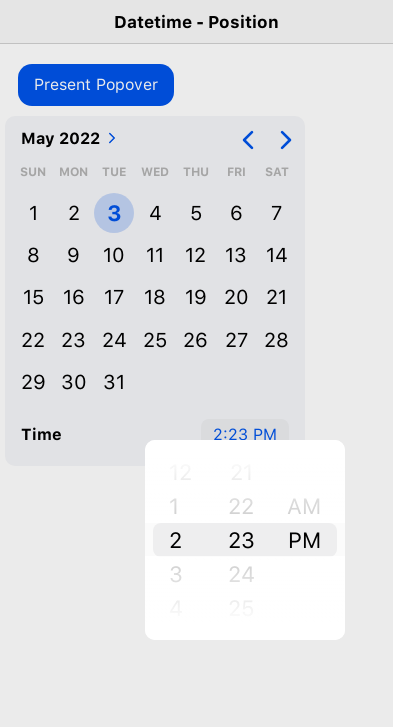 Datetime - Position
Present Popover
May 2022
SUN MON TUE WED THU FRI SAT
1 2 3 4 5 6 7
8 9 10 11 12 13 14
15 16 17 18 19 20 21
22 23 24 25 26 27 28
29 30 31
Time 2:23 PM
12 21
1 22 AM
2 23 PM
3 24
4 25